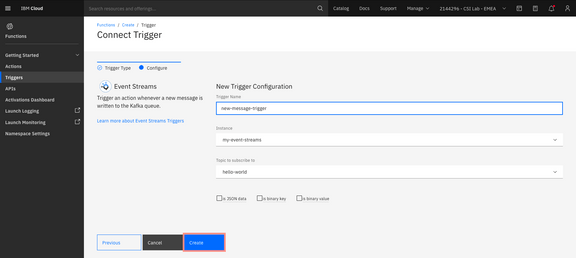 IBM Cloud
Search resources and offerings...
Catalog
Docs
Support
Manage
2144296 - CSI Lab - EMEA
Functions
Getting Started
Actions
Triggers
APIs
Activations Dashboard
Launch Logging
Launch Monitoring
Namespace Settings
Functions / Create / Trigger
Connect Trigger
Trigger Type
Configure
Event Streams
Trigger an action whenever a new message is
written to the Kafka queue.
Learn more about Event Streams Triggers
New Trigger Configuration
Trigger Name
new-message-trigger
Instance
my-event-streams
Topic to subscribe to
hello-world
is JSON data
is binary key
is binary value
Previous
Cancel
Create